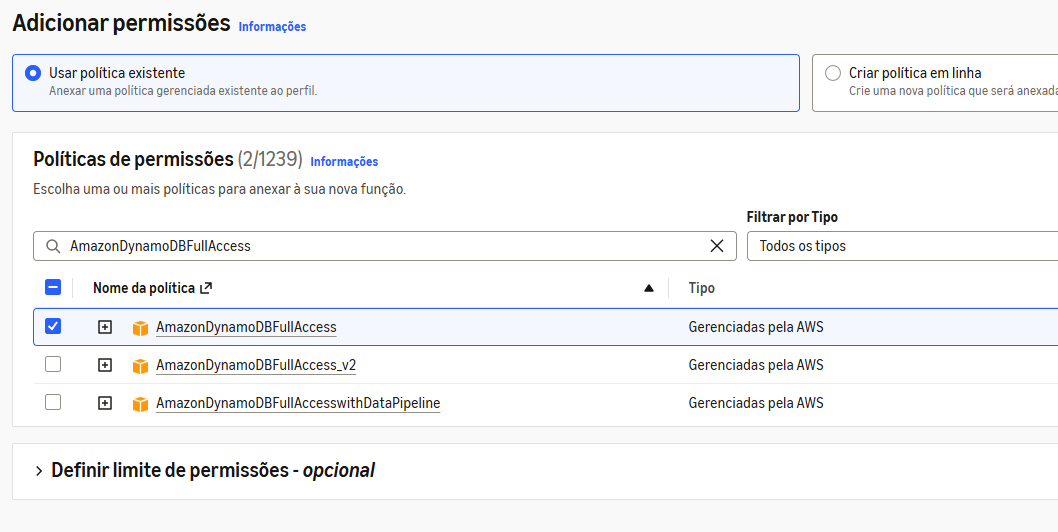 Adicionar permissões Informações
Usar política existente
Anexar uma política gerenciada existente ao perfil.
Criar política em linha
Crie uma nova política que será anexada
Políticas de permissões (2/1239) Informações
Escolha uma ou mais políticas para anexar à sua nova função.
Filtrar por Tipo
AmazonDynamoDBFullAccess
Todos os tipos
Nome da política
Tipo
AmazonDynamoDBFullAccess
Gerenciadas pela AWS
AmazonDynamoDBFullAccess_v2
Gerenciadas pela AWS
AmazonDynamoDBFullAccesswithDataPipeline
Gerenciadas pela AWS
Definir limite de permissões - opcional